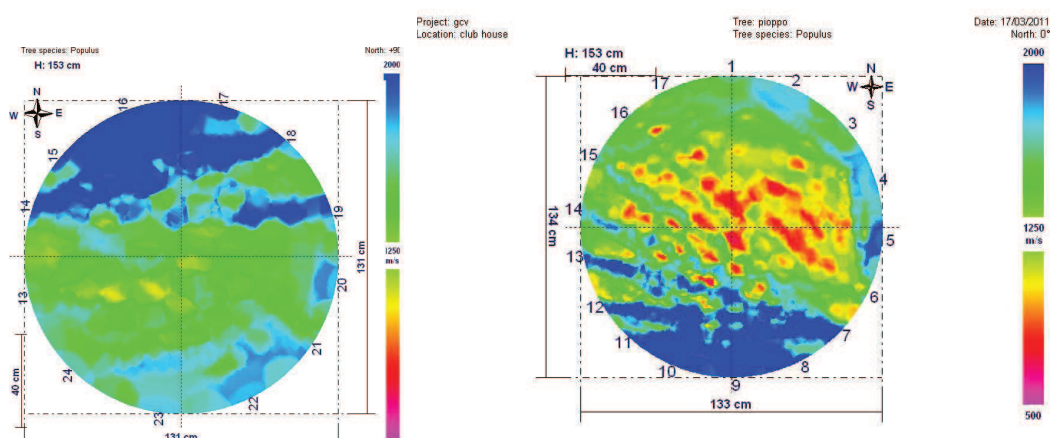 Tree species: Populus
North: +90
H: 153 cm
2000
N
W E
S
16
17
18
15
14
19
13
20
24
21
23
22
131 cm
1250
m/s
40 cm
131 cm
Project: gcv
Location: club house
Tree: pioppo
Tree species: Populus
Date: 17/03/2011
North: 0°
H: 153 cm
40 cm
2000
N
W E
S
1
2
17
3
16
15
4
14
5
13
6
12
7
11
8
10
9
134 cm
1250
m/s
133 cm
500